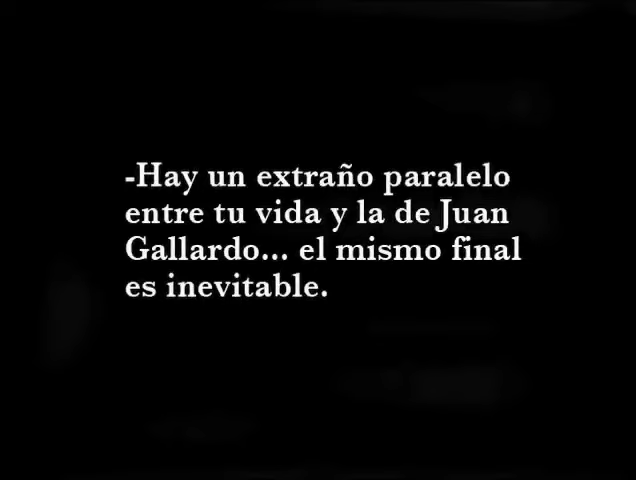 -Hay un extraño paralelo
entre tu vida y la de Juan
Gallardo... el mismo final
es inevitable.